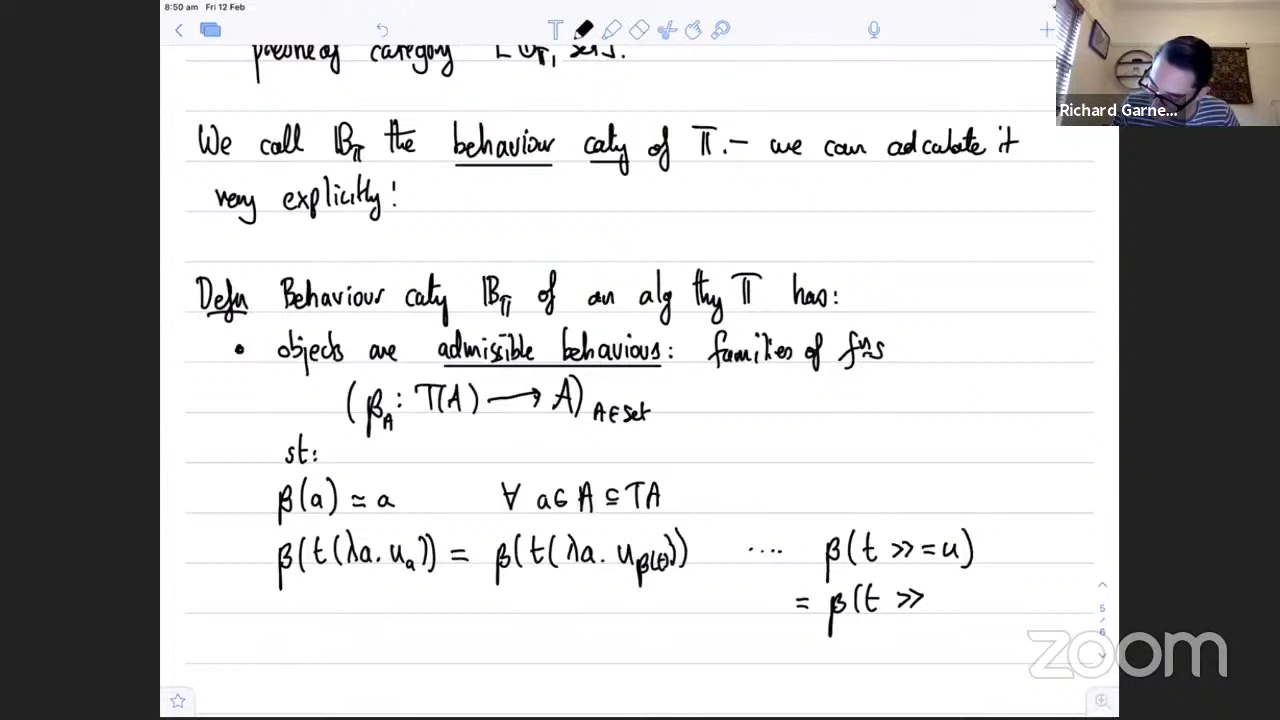 8:50 am Fri 12 Feb
category
We call 𝔹_𝕋 the behaviour caty of 𝕋 .— we can calculate it
very explicitly!
Defn Behaviour caty 𝔹_𝕋 of an alg thy 𝕋 has:
• objects are admissible behaviours: families of fns
(β_A : T(A) ⟶ A)_{A∈Set}
st:
β(a) = a ∀ a∈A ⊆ TA
β(t(λa. u_a)) = β(t(λa. u_{β(t)})) .... β(t >>= u)
= β(t >>
Richard Garne...
5
6
zoom